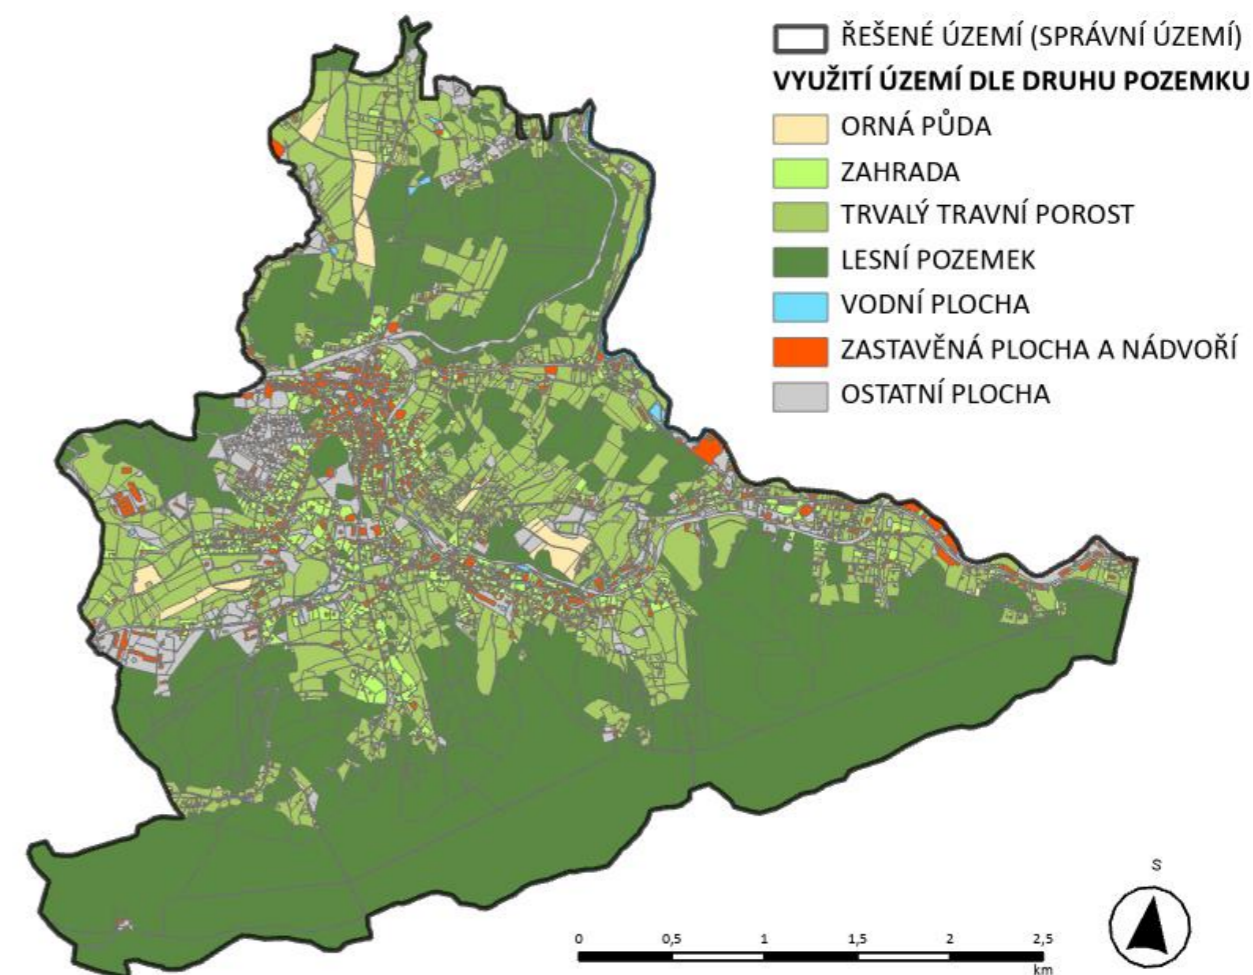 ŘEŠENÉ ÚZEMÍ (SPRÁVNÍ ÚZEMÍ)
VYUŽITÍ ÚZEMÍ DLE DRUHU POZEMKU
ORNÁ PŮDA
ZAHRADA
TRVALÝ TRAVNÍ POROST
LESNÍ POZEMEK
VODNÍ PLOCHA
ZASTAVĚNÁ PLOCHA A NÁDVOŘÍ
OSTATNÍ PLOCHA
S
0 0,5 1 1,5 2 2,5
km